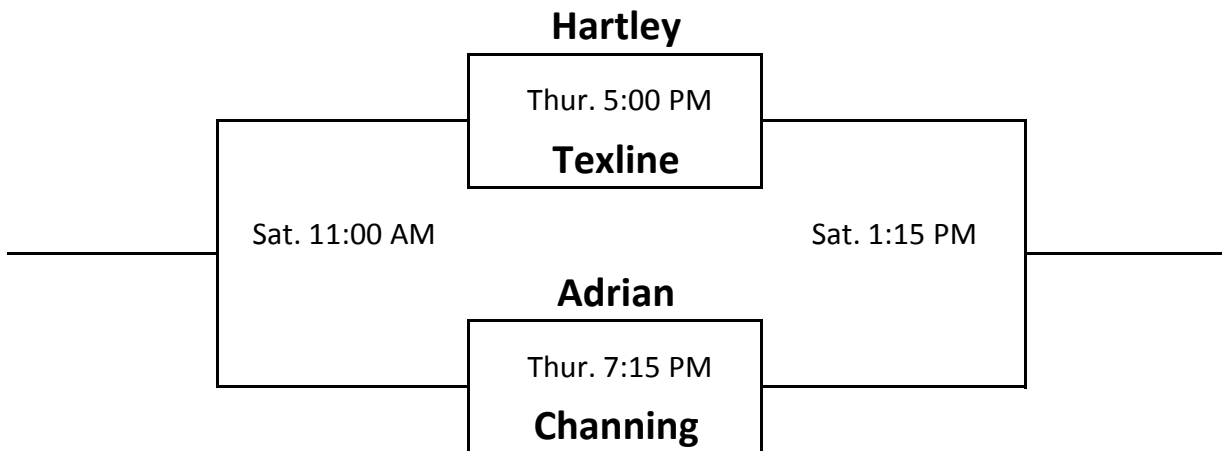 Hartley
Thur. 5:00 PM
Texline
Sat. 11:00 AM
Sat. 1:15 PM
Adrian
Thur. 7:15 PM
Channing